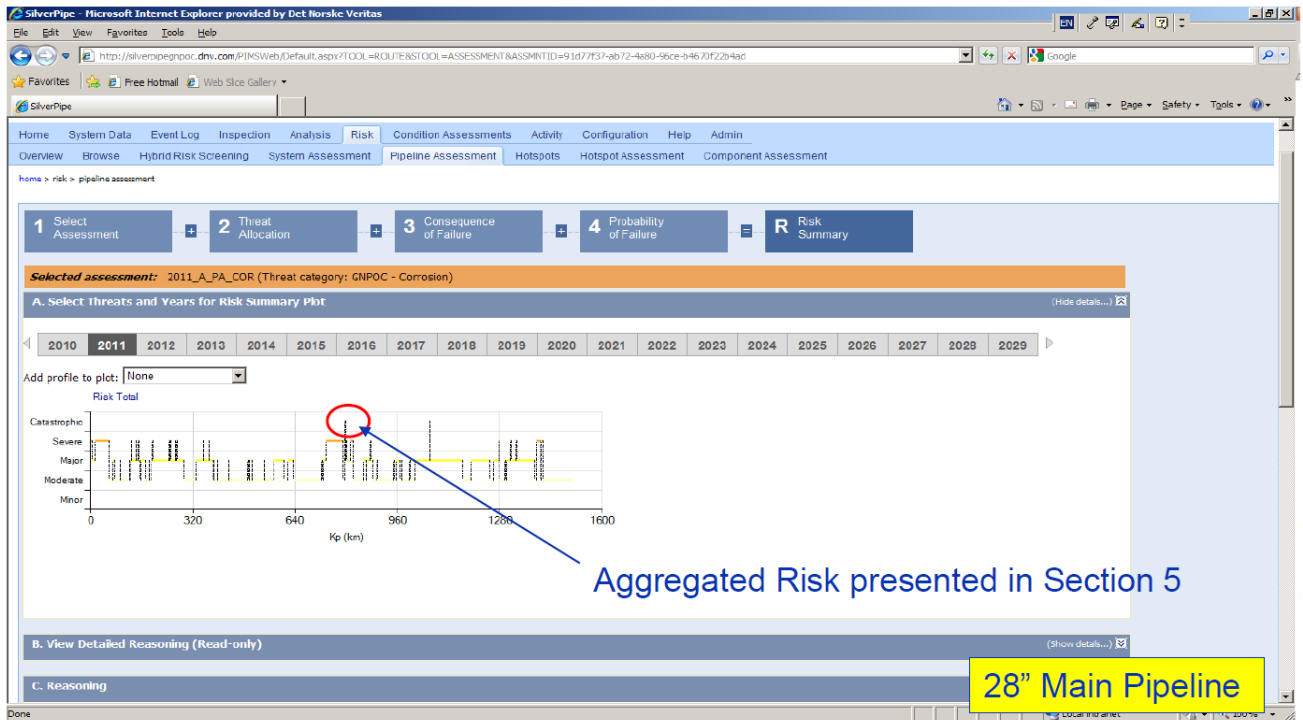 SilverPipe - Microsoft Internet Explorer provided by Det Norske Veritas
EN
File Edit View Favorites Tools Help
http://silverpipegnpoc.dnv.com/PIMSWeb/Default.aspx?TOOL=ROUTE&STOOL=ASSESSMENT&ASSMNTID=91d77f37-ab72-4a80-96ce-b4670f22b4ad
Google
Favorites Free Hotmail Web Slice Gallery
SilverPipe
Page Safety Tools
Home System Data Event Log Inspection Analysis Risk Condition Assessments Activity Configuration Help Admin
Overview Browse Hybrid Risk Screening System Assessment Pipeline Assessment Hotspots Hotspot Assessment Component Assessment
home > risk > pipeline assessment
1 Select Assessment + 2 Threat Allocation + 3 Consequence of Failure + 4 Probability of Failure = R Risk Summary
Selected assessment: 2011_A_PA_COR (Threat category: GNPOC - Corrosion)
A. Select Threats and Years for Risk Summary Plot (Hide details...)
2010 2011 2012 2013 2014 2015 2016 2017 2018 2019 2020 2021 2022 2023 2024 2025 2026 2027 2028 2029
Add profile to plot: None
Risk Total
Catastrophic
Severe
Major
Moderate
Minor
0 320 640 960 1280 1600
Kp (km)
Aggregated Risk presented in Section 5
B. View Detailed Reasoning (Read-only) (Show details...)
C. Reasoning
28” Main Pipeline
Done